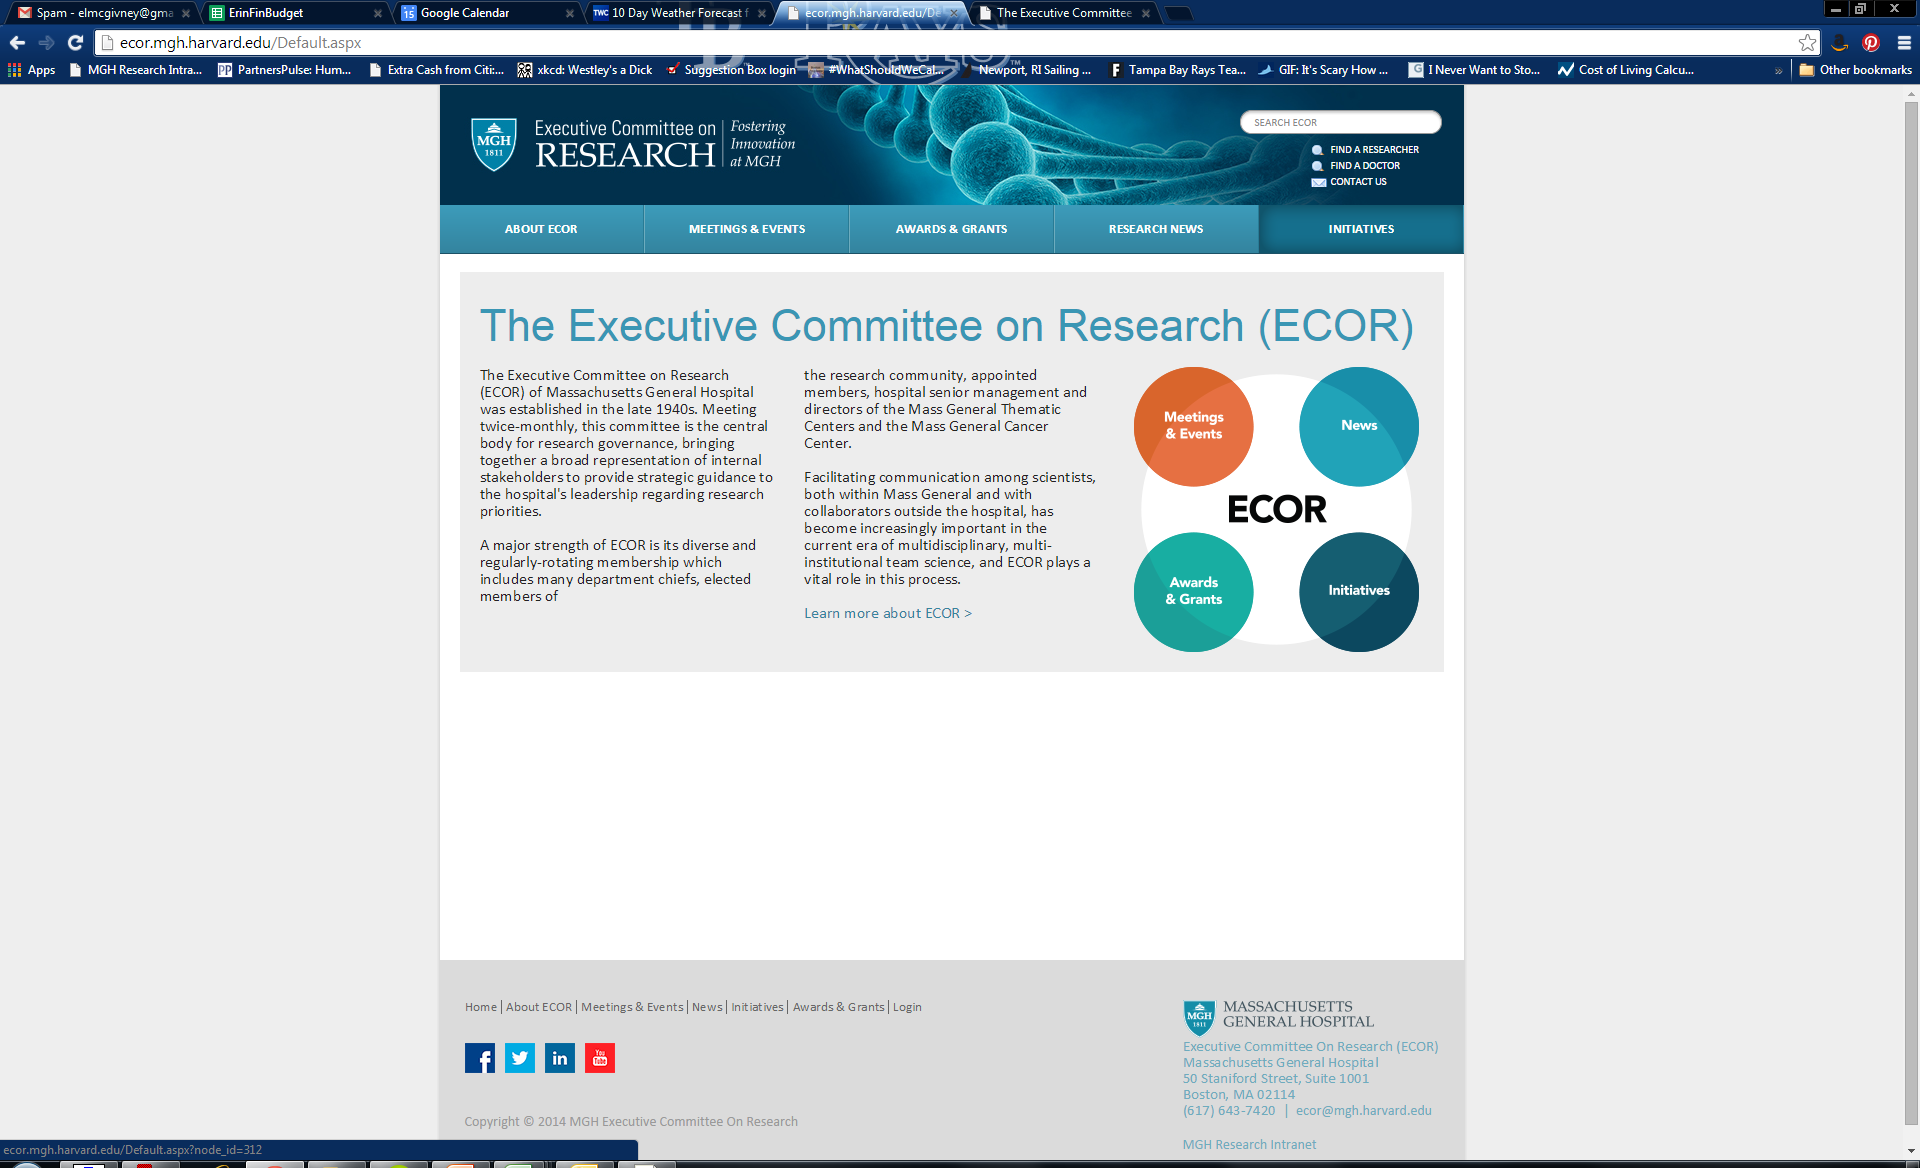 Spam - elmcgivney@gma
ErinFinBudget
15 Google Calendar
TWC 10 Day Weather Forecast f
ecor.mgh.harvard.edu/De
The Executive Committee
ecor.mgh.harvard.edu/Default.aspx
Apps
MGH Research Intra...
PP PartnersPulse: Hum...
Extra Cash from Citi:...
xkcd: Westley's a Dick
Suggestion Box login
#WhatShouldWeCal...
Newport, RI Sailing ...
F Tampa Bay Rays Tea...
GIF: It's Scary How ...
I Never Want to Sto...
Cost of Living Calcu...
»
Other bookmarks
MGH
1811
Executive Committee on
RESEARCH
Fostering
Innovation
at MGH
SEARCH ECOR
FIND A RESEARCHER
FIND A DOCTOR
CONTACT US
ABOUT ECOR
MEETINGS & EVENTS
AWARDS & GRANTS
RESEARCH NEWS
INITIATIVES
The Executive Committee on Research (ECOR)
The Executive Committee on Research
(ECOR) of Massachusetts General Hospital
was established in the late 1940s. Meeting
twice-monthly, this committee is the central
body for research governance, bringing
together a broad representation of internal
stakeholders to provide strategic guidance to
the hospital's leadership regarding research
priorities.
A major strength of ECOR is its diverse and
regularly-rotating membership which
includes many department chiefs, elected
members of
the research community, appointed
members, hospital senior management and
directors of the Mass General Thematic
Centers and the Mass General Cancer
Center.
Facilitating communication among scientists,
both within Mass General and with
collaborators outside the hospital, has
become increasingly important in the
current era of multidisciplinary, multi-
institutional team science, and ECOR plays a
vital role in this process.
Learn more about ECOR >
Meetings
& Events
News
ECOR
Awards
& Grants
Initiatives
Home | About ECOR | Meetings & Events | News | Initiatives | Awards & Grants | Login
f
in
You
Tube
Copyright © 2014 MGH Executive Committee On Research
MGH
1811
MASSACHUSETTS
GENERAL HOSPITAL
Executive Committee On Research (ECOR)
Massachusetts General Hospital
50 Staniford Street, Suite 1001
Boston, MA 02114
(617) 643-7420 | ecor@mgh.harvard.edu
MGH Research Intranet
ecor.mgh.harvard.edu/Default.aspx?node_id=312